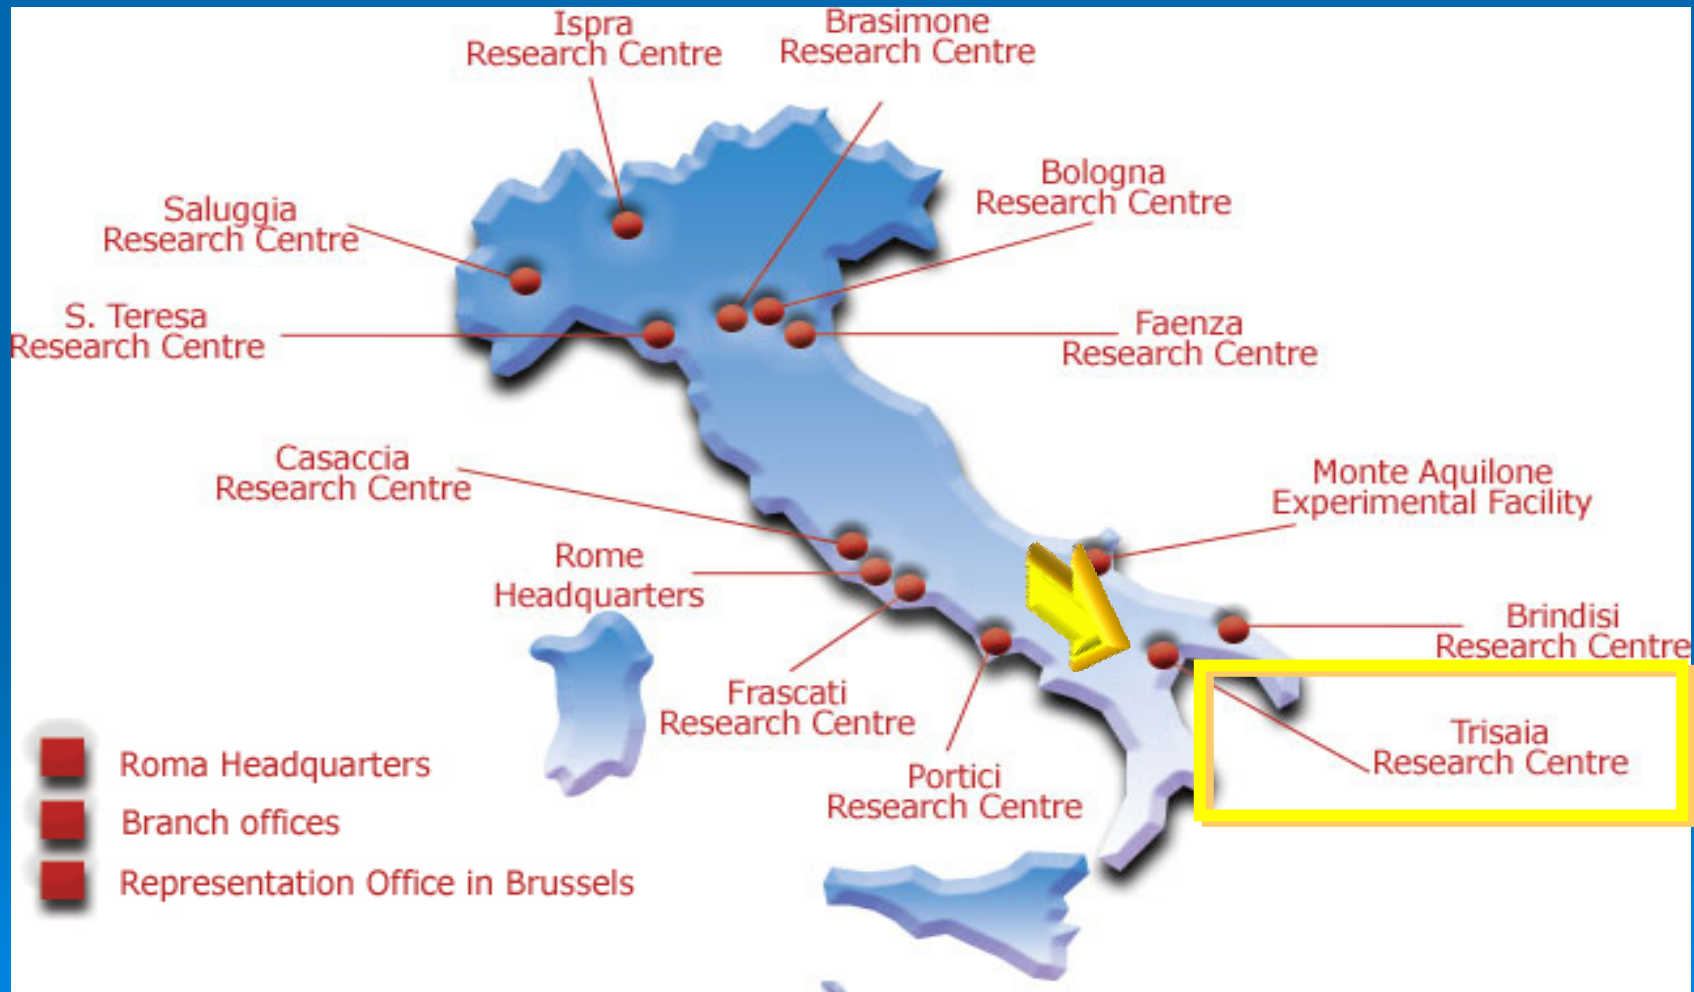 Ispra
Research Centre
Brasimone
Research Centre
Bologna
Research Centre
Saluggia
Research Centre
S. Teresa
Research Centre
Faenza
Research Centre
Casaccia
Research Centre
Monte Aquilone
Experimental Facility
Rome
Headquarters
Brindisi
Research Centre
Frascati
Research Centre
Trisaia
Research Centre
Portici
Research Centre
Roma Headquarters
Branch offices
Representation Office in Brussels